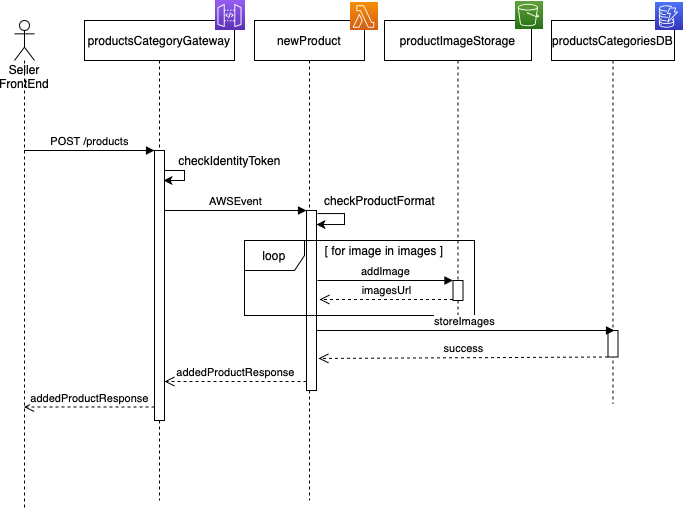 productsCategoryGateway
newProduct
productImageStorage
productsCategoriesDB
Seller
FrontEnd
POST /products
checkIdentityToken
AWSEvent
checkProductFormat
loop
[ for image in images ]
addImage
imagesUrl
storeImages
success
addedProductResponse
addedProductResponse